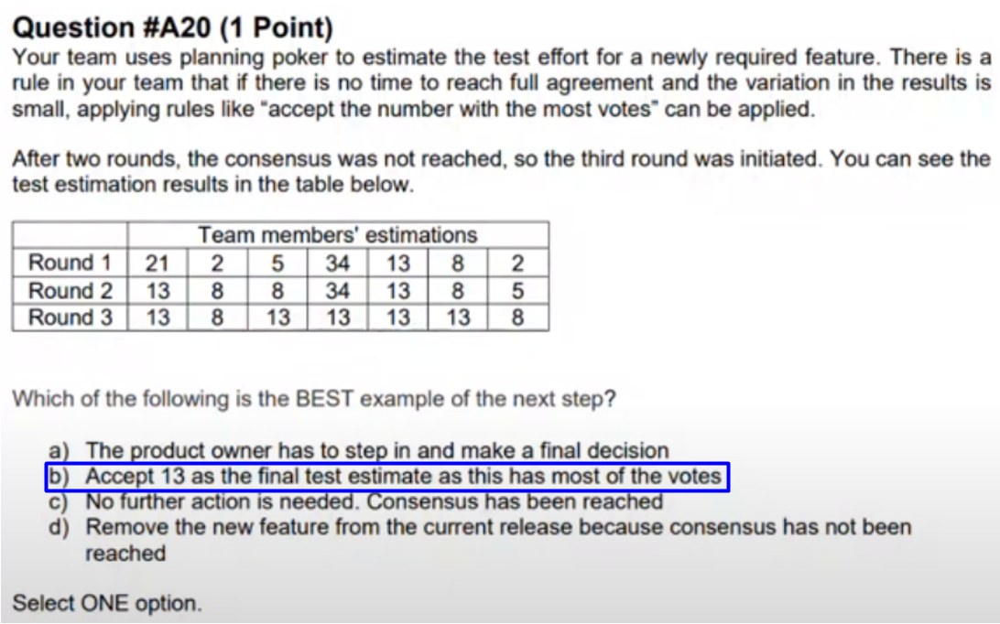 Question #A20 (1 Point)
Your team uses planning poker to estimate the test effort for a newly required feature. There is a
rule in your team that if there is no time to reach full agreement and the variation in the results is
small, applying rules like "accept the number with the most votes" can be applied.
After two rounds, the consensus was not reached, so the third round was initiated. You can see the
test estimation results in the table below.
Team members' estimations
Round 1 21 2 5 34 13 8 2
Round 2 13 8 8 34 13 8 5
Round 3 13 8 13 13 13 13 8
Which of the following is the BEST example of the next step?
a) The product owner has to step in and make a final decision
b) Accept 13 as the final test estimate as this has most of the votes
c) No further action is needed. Consensus has been reached
d) Remove the new feature from the current release because consensus has not been
reached
Select ONE option.